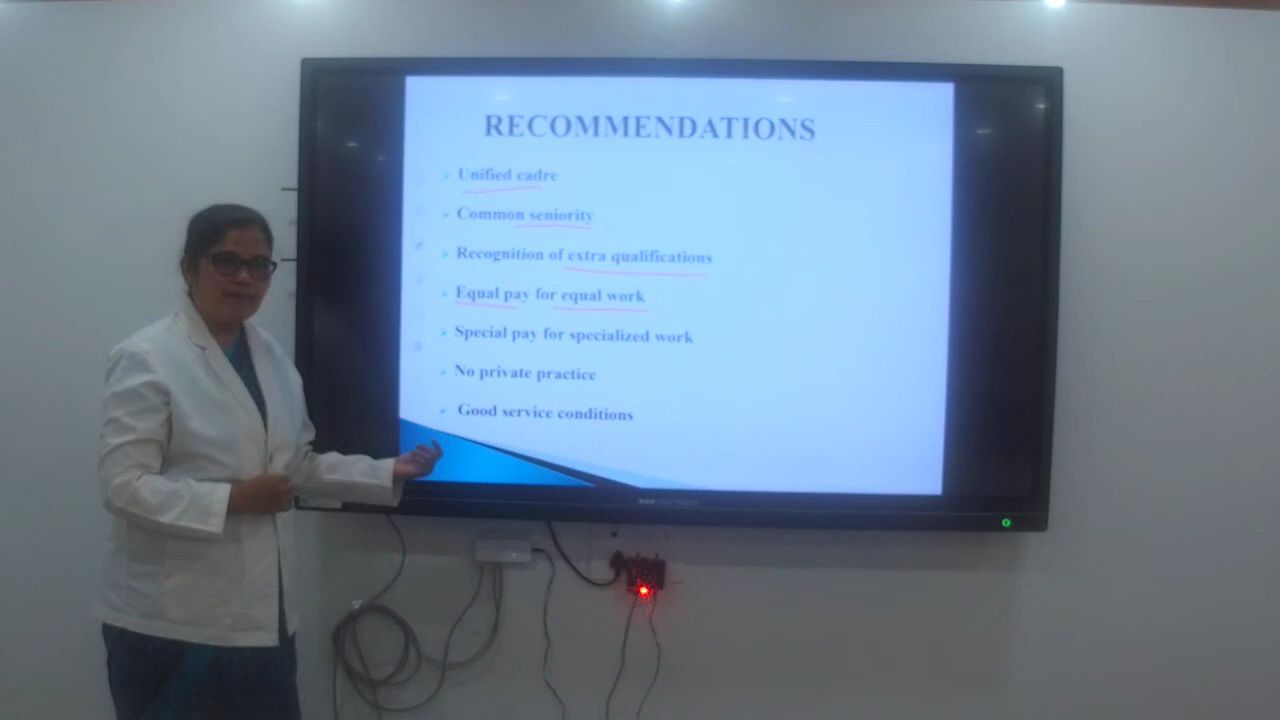 RECOMMENDATIONS
Unified cadre
Common seniority
Recognition of extra qualifications
Equal pay for equal work
Special pay for specialized work
No private practice
Good service conditions